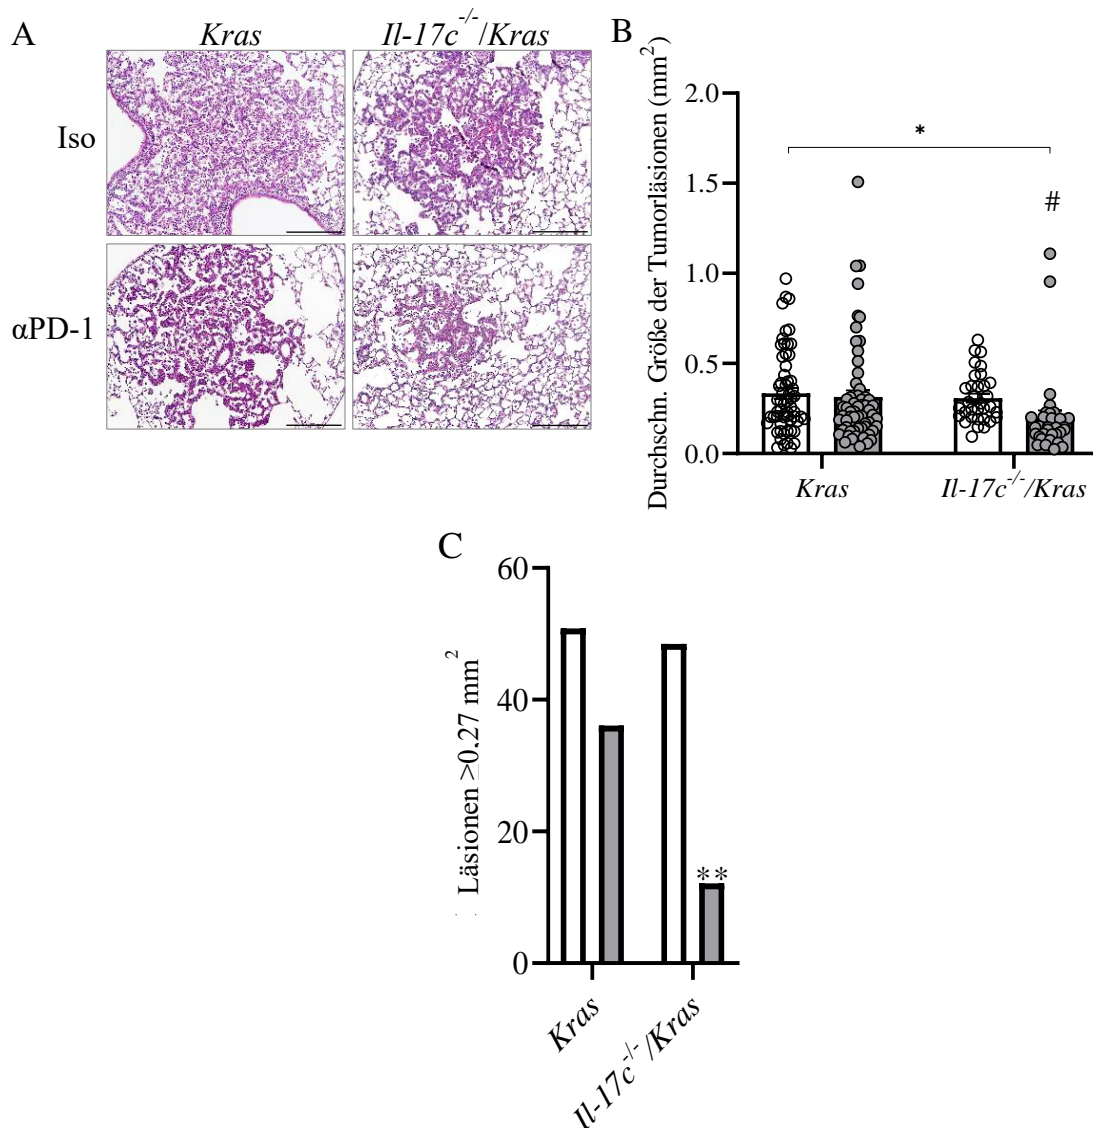 A
Kras
Il-17c-/-/Kras
Iso
αPD-1
B
Durchschn. Größe der Tumorläsionen (mm2)
2.0
1.5
1.0
0.5
0.0
*
#
Kras
Il-17c-/-/Kras
C
Läsionen ≥0.27 mm2
60
40
20
0
**
Kras
Il-17c-/-/Kras